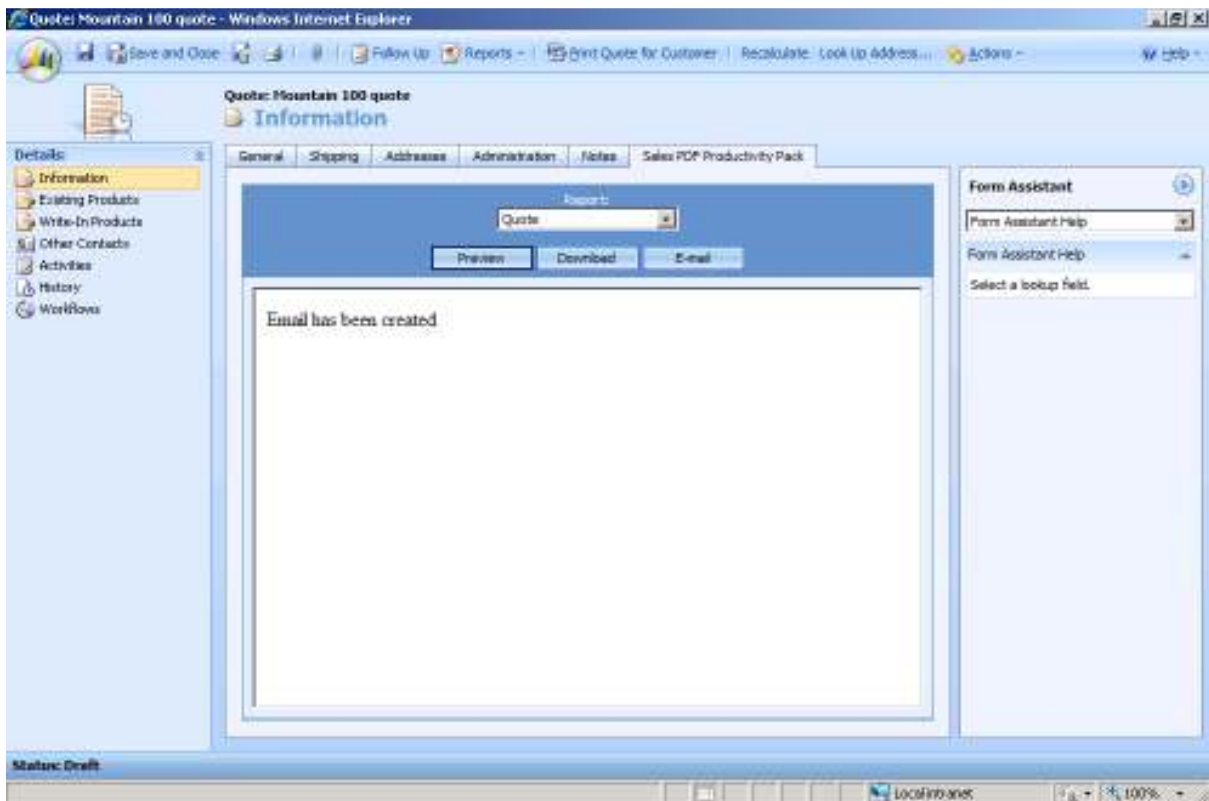 Quote: Mountain 100 quote - Windows Internet Explorer
Save and Close Follow Up Reports Print Quote for Customer Recalculate Look Up Address... Actions Help
Quote: Mountain 100 quote
Information
Details:
General Shipping Addresses Administration Notes Sales PDF Productivity Pack
Information
Existing Products
Write-In Products
Other Contacts
Activities
History
Workflows
Report:
Quote
Preview Download E-mail
Email has been created
Form Assistant
Form Assistant Help
Form Assistant Help
Select a lookup field.
Status: Draft
Local intranet 100%